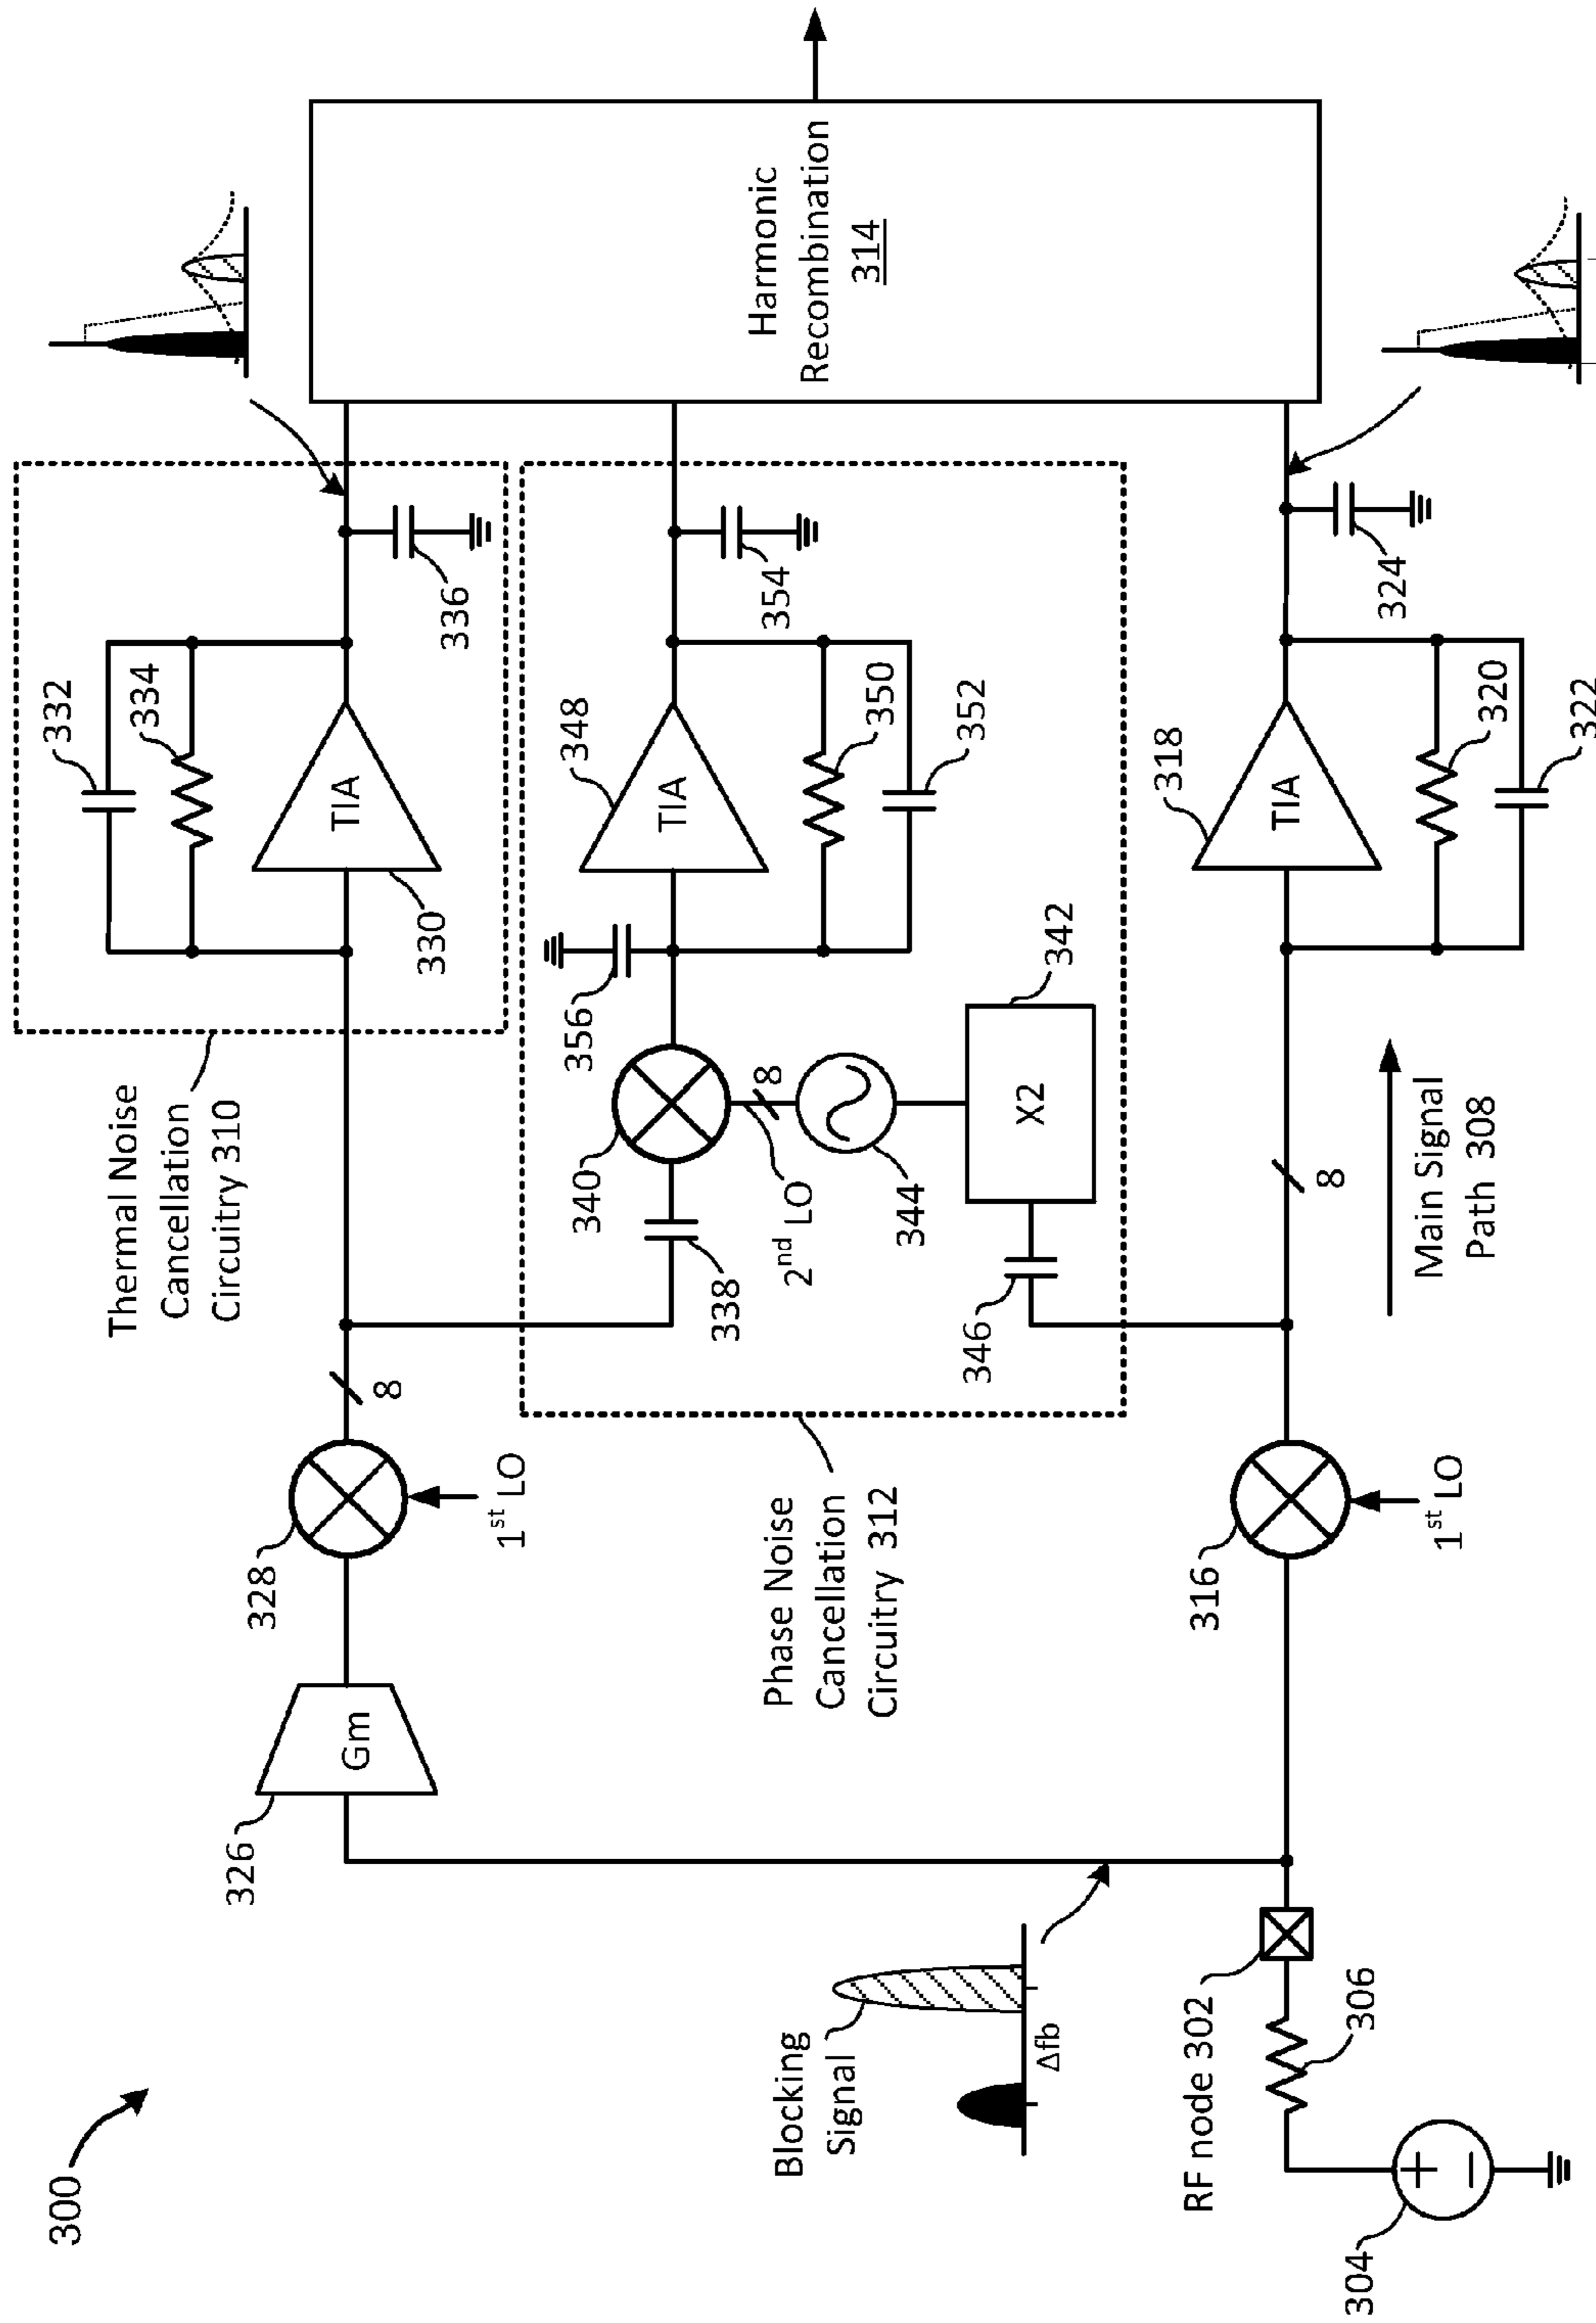 300
Thermal Noise
Cancellation
Circuitry 310
332
334
TIA
330
336
326
Gm
328
1st LO
8
Harmonic
Recombination
314
Phase Noise
Cancellation
Circuitry 312
338
340
2nd LO
8
344
356
348
TIA
350
352
354
346
X2
342
Blocking
Signal
Δfb
RF node 302
306
304
+
−
316
1st LO
8
Main Signal
Path 308
318
TIA
320
322
324